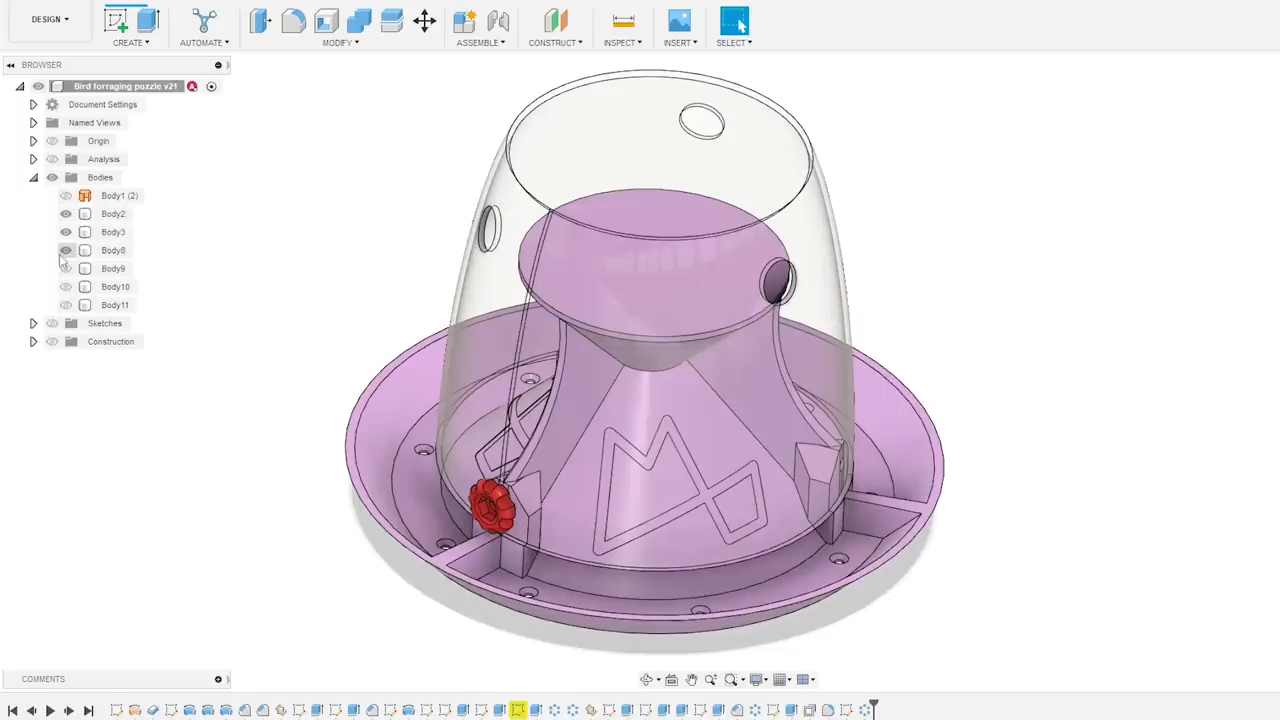 DESIGN ▾
CREATE ▾
AUTOMATE ▾
MODIFY ▾
ASSEMBLE ▾
CONSTRUCT ▾
INSPECT ▾
INSERT ▾
SELECT ▾
BROWSER
Bird forraging puzzle v21
Document Settings
Named Views
Origin
Analysis
Bodies
Body1 (2)
Body2
Body3
Body8
Body9
Body10
Body11
Sketches
Construction
COMMENTS